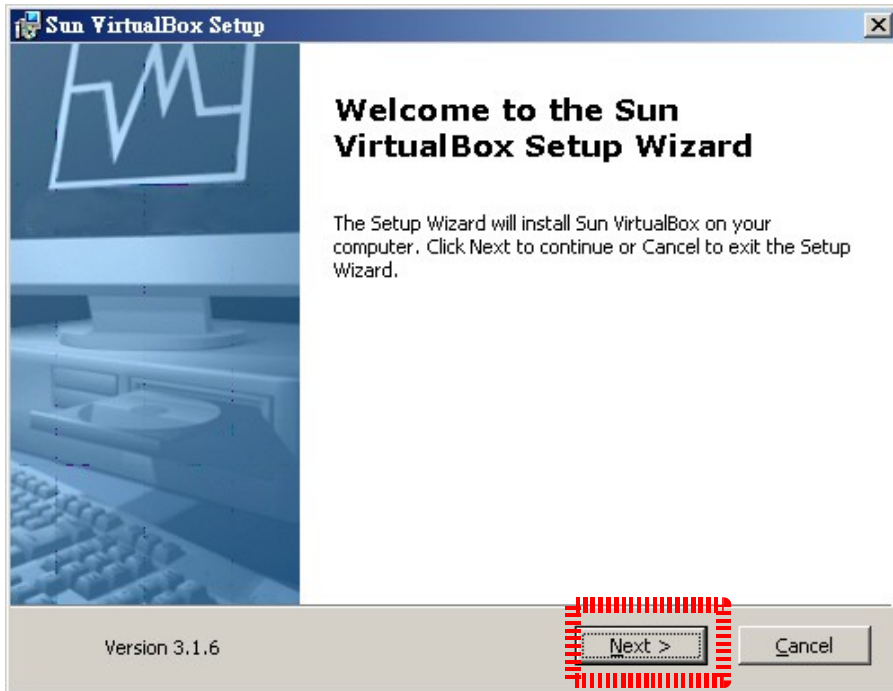 Sun VirtualBox Setup
Welcome to the Sun
VirtualBox Setup Wizard
The Setup Wizard will install Sun VirtualBox on your
computer. Click Next to continue or Cancel to exit the Setup
Wizard.
Version 3.1.6
Next >
Cancel